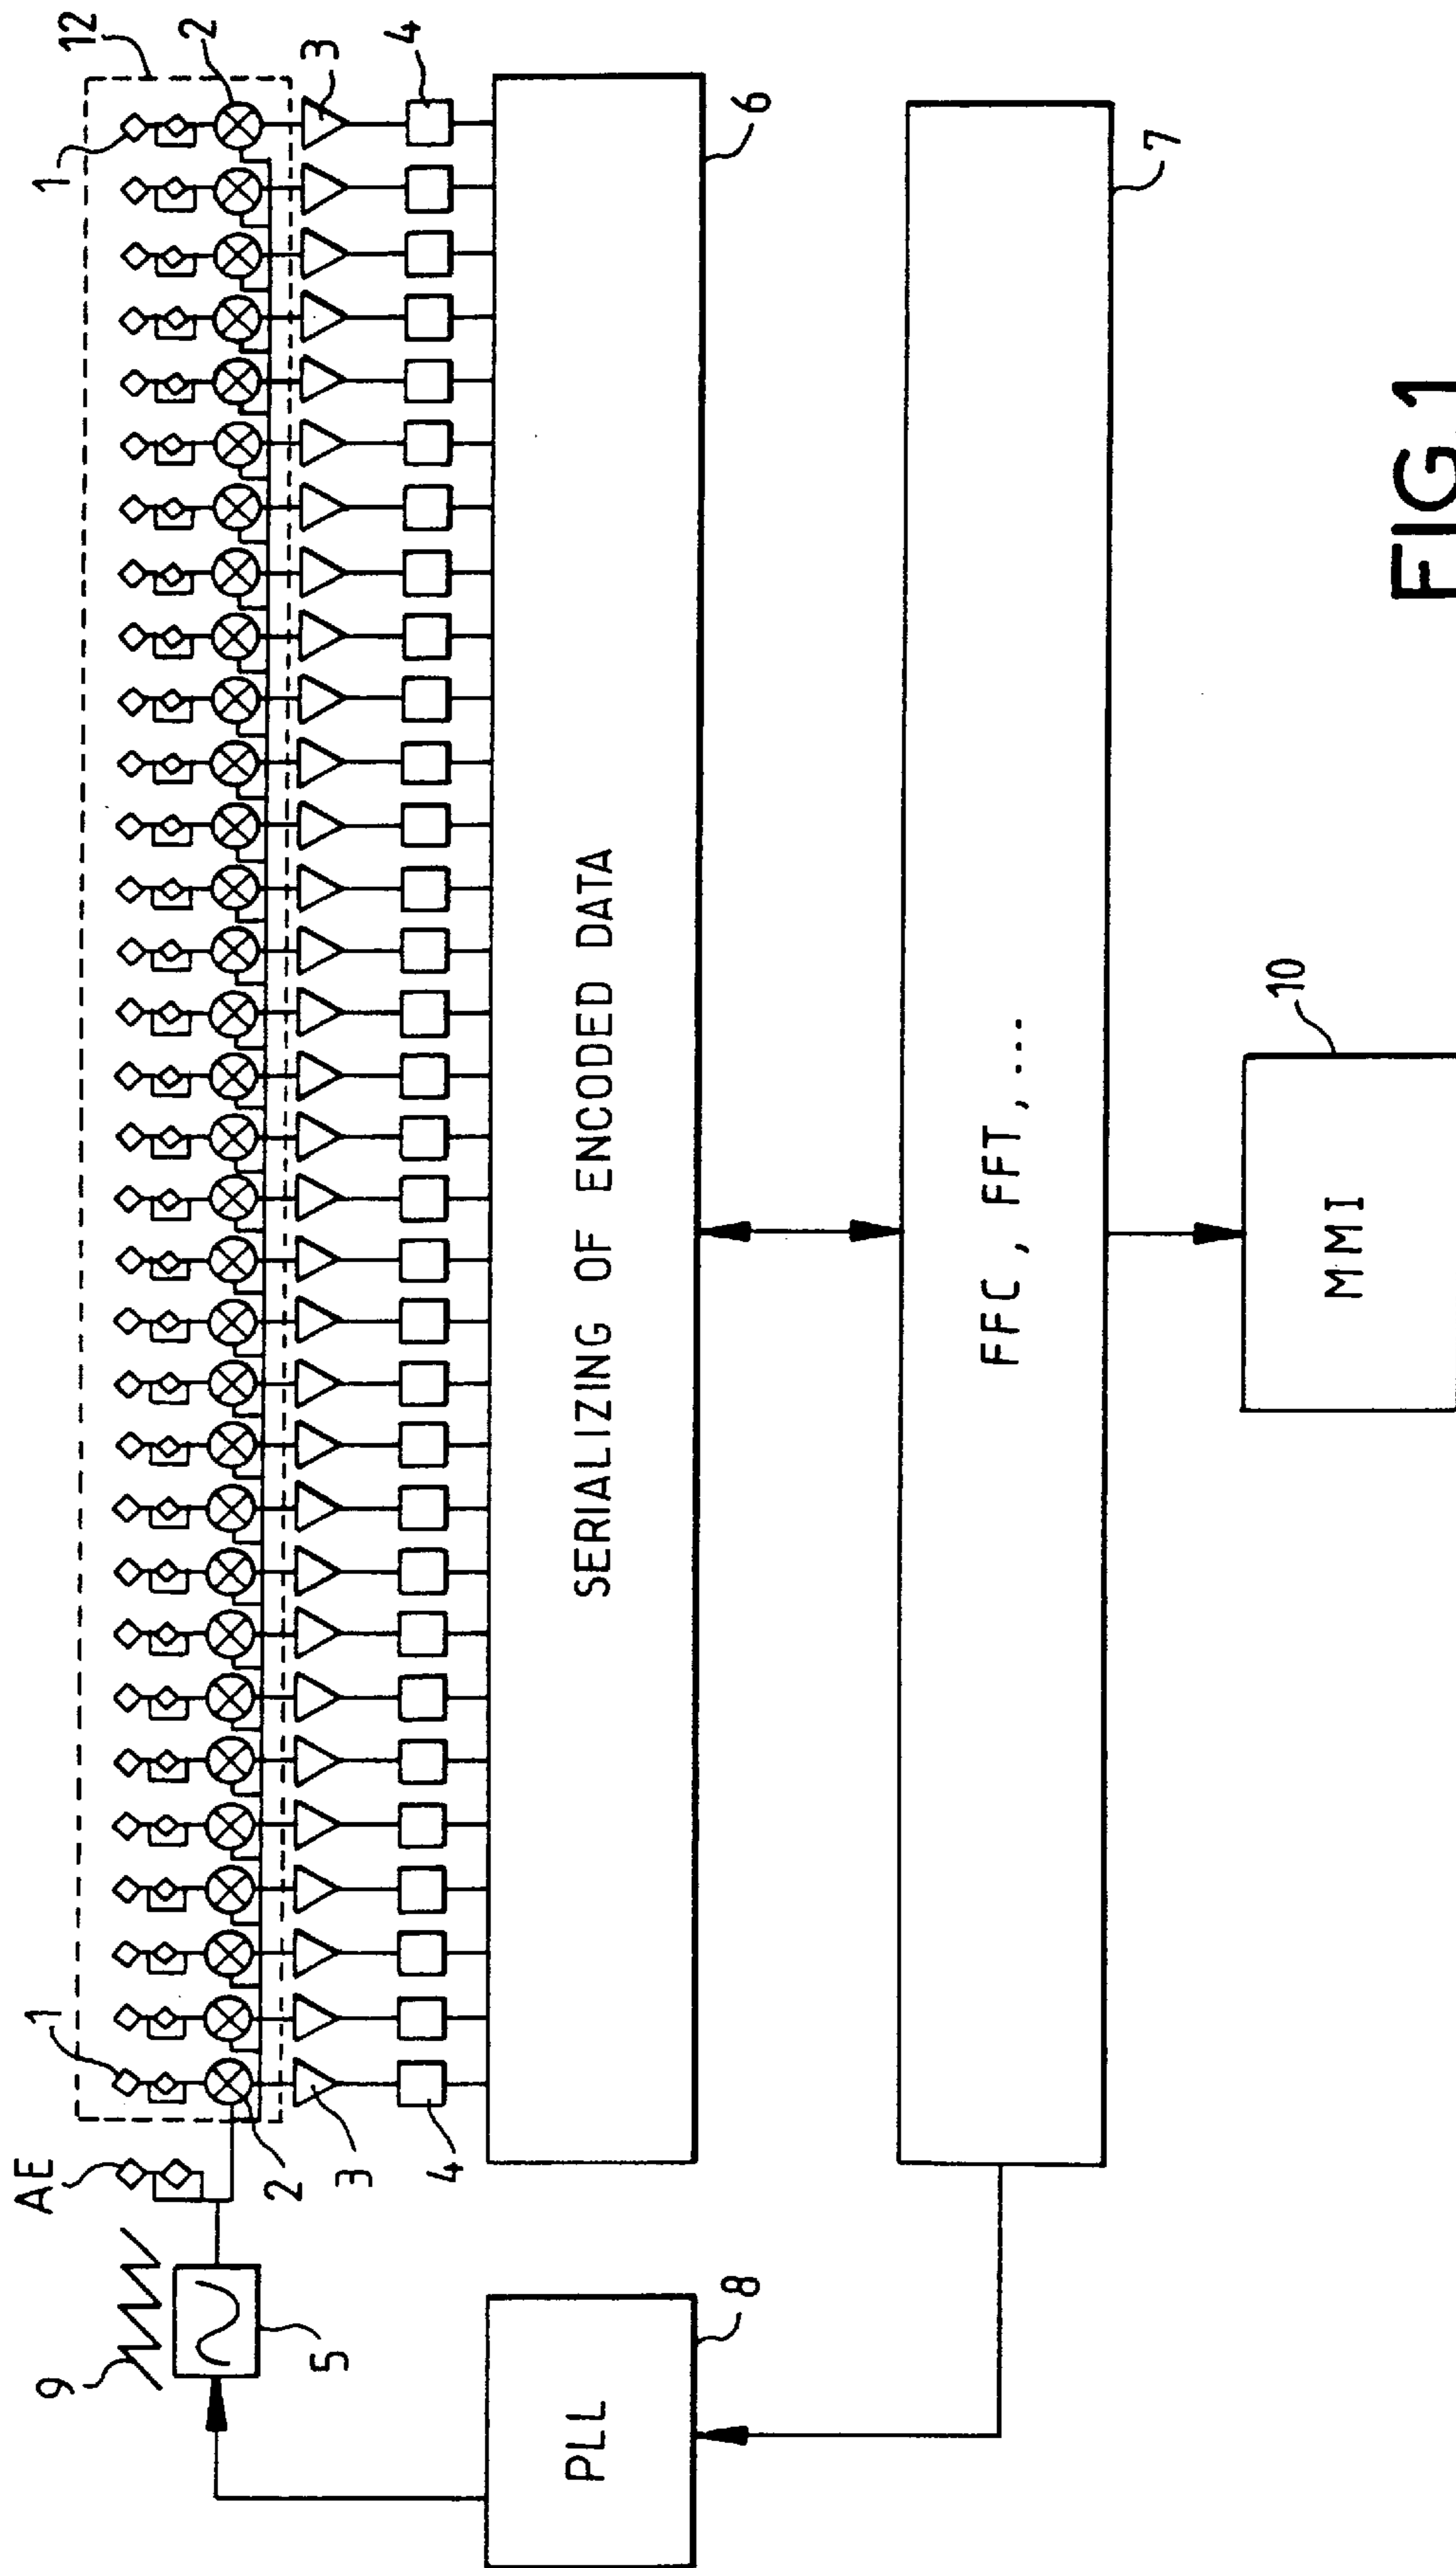 12
1
2
3
4
1
AE
9
5
2
3
4
SERIALIZING OF ENCODED DATA
6
PLL
8
FFC , FFT , ....
7
MMI
10
FIG.1